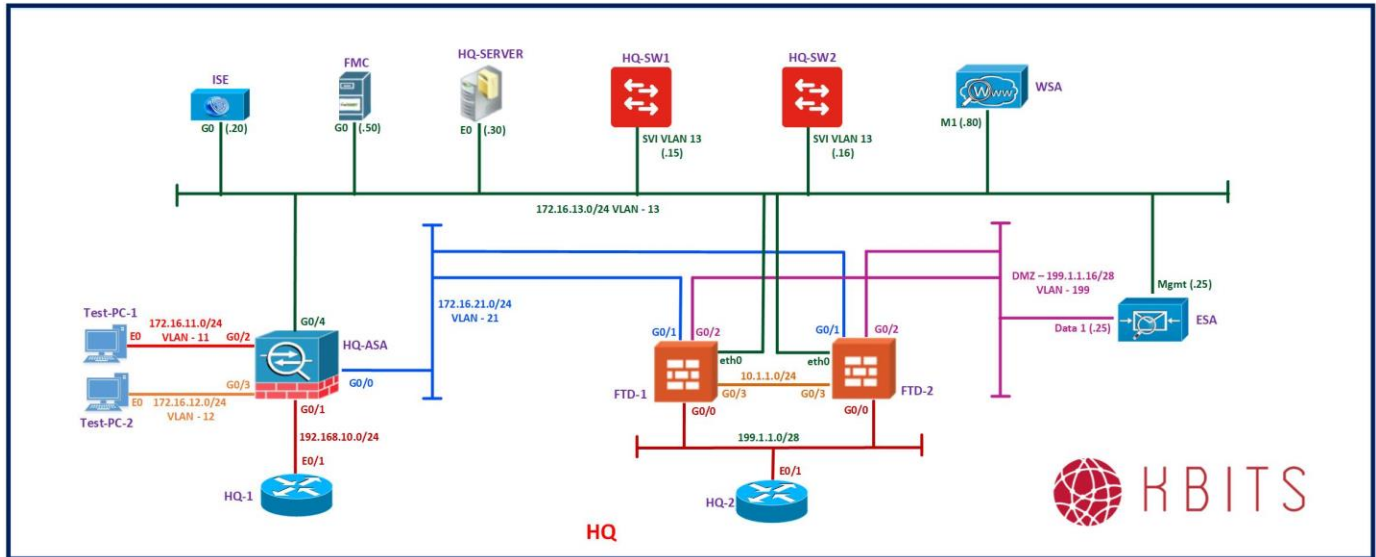 ISE
G0 (.20)
FMC
G0 (.50)
HQ-SERVER
E0 (.30)
HQ-SW1
SVI VLAN 13
(.15)
HQ-SW2
SVI VLAN 13
(.16)
WWW
WSA
M1 (.80)
172.16.13.0/24 VLAN - 13
Test-PC-1
E0
172.16.11.0/24
VLAN - 11
G0/2
G0/4
HQ-ASA
G0/0
Test-PC-2
E0
172.16.12.0/24
VLAN - 12
G0/3
G0/1
192.168.10.0/24
E0/1
HQ-1
172.16.21.0/24
VLAN - 21
G0/1
G0/2
eth0
FTD-1
G0/3
G0/0
10.1.1.0/24
G0/1
G0/2
eth0
FTD-2
G0/3
G0/0
199.1.1.0/28
E0/1
HQ-2
DMZ – 199.1.1.16/28
VLAN - 199
Mgmt (.25)
Data 1 (.25)
ESA
HQ
KBITS